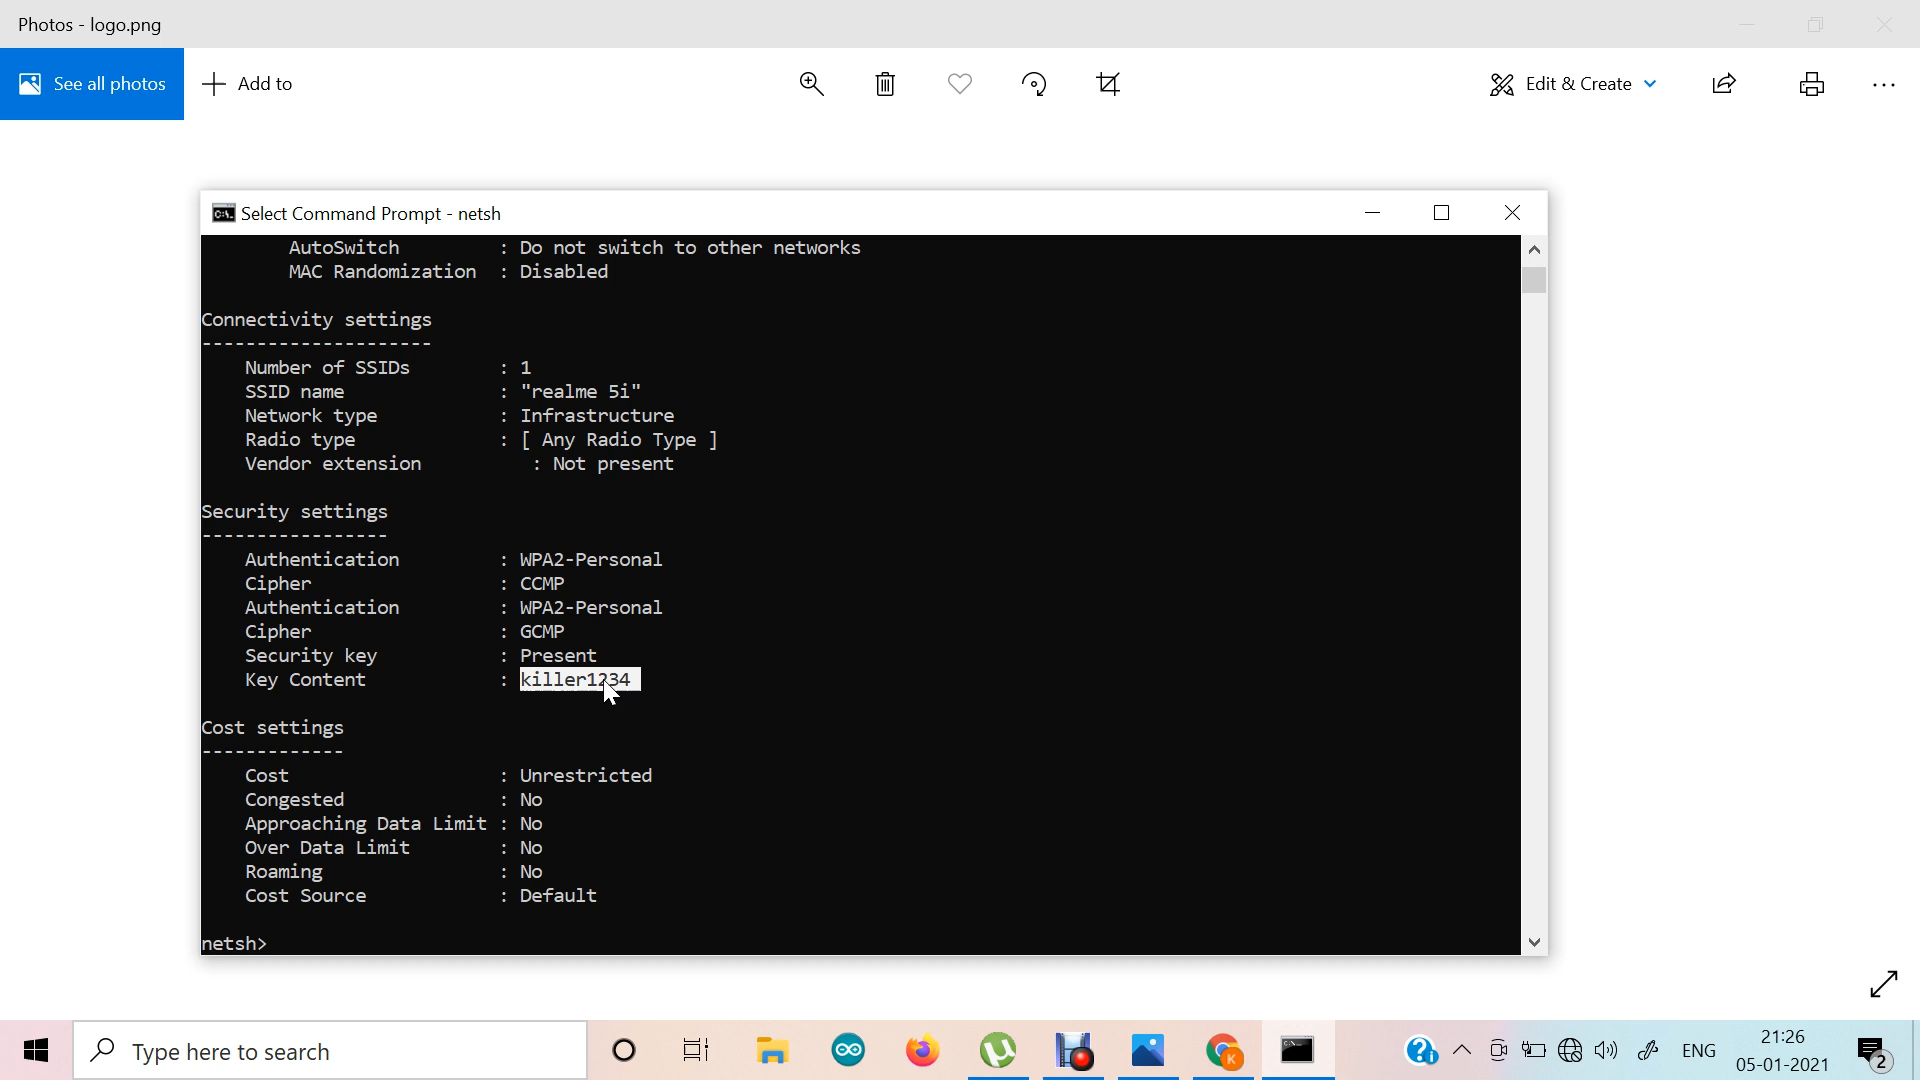 Photos - logo.png
See all photos
Add to
Edit & Create
Select Command Prompt - netsh
AutoSwitch : Do not switch to other networks
MAC Randomization : Disabled
Connectivity settings
---------------------
Number of SSIDs : 1
SSID name : "realme 5i"
Network type : Infrastructure
Radio type : [ Any Radio Type ]
Vendor extension : Not present
Security settings
-----------------
Authentication : WPA2-Personal
Cipher : CCMP
Authentication : WPA2-Personal
Cipher : GCMP
Security key : Present
Key Content : killer1234
Cost settings
-------------
Cost : Unrestricted
Congested : No
Approaching Data Limit : No
Over Data Limit : No
Roaming : No
Cost Source : Default
netsh>
Type here to search
K
ENG
21:26
05-01-2021
2